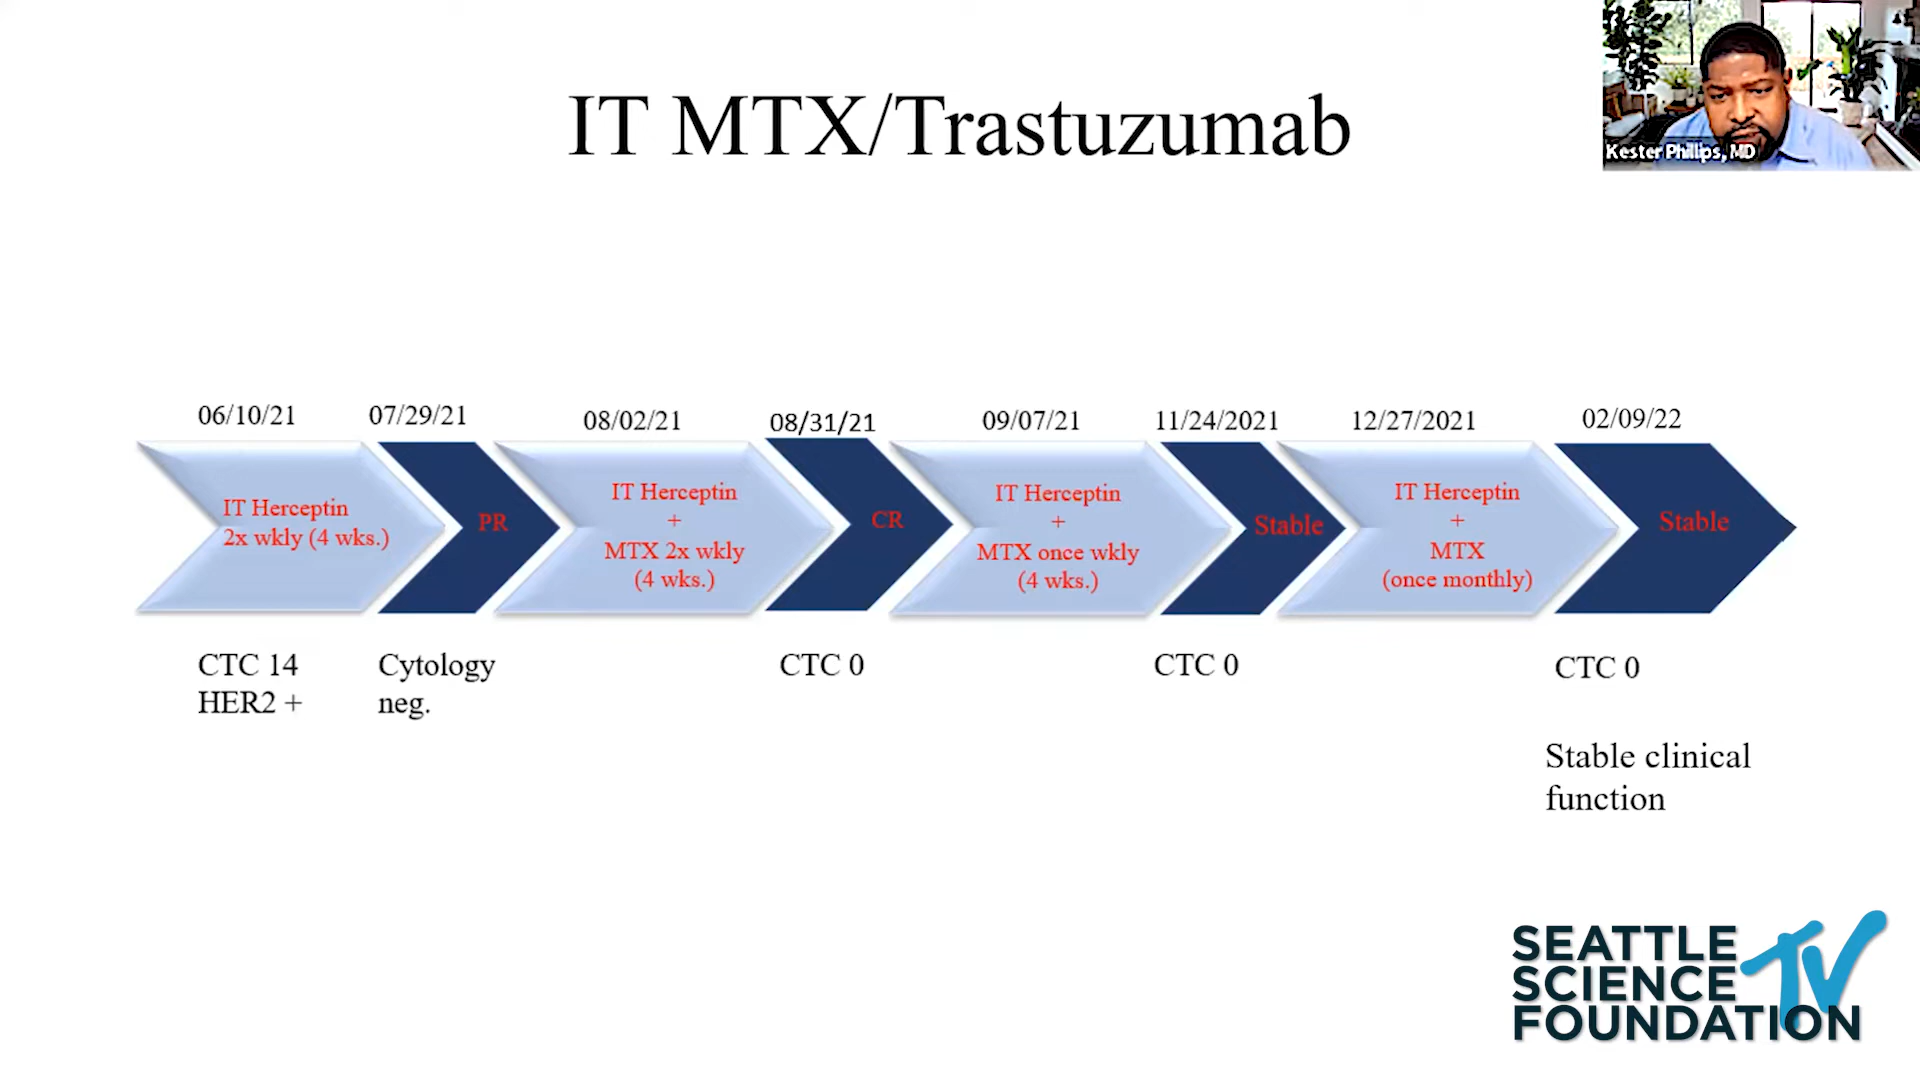 IT MTX/Trastuzumab
Kester Phillips, MD
06/10/21
07/29/21
08/02/21
08/31/21
09/07/21
11/24/2021
12/27/2021
02/09/22
IT Herceptin
2x wkly (4 wks.)
PR
IT Herceptin
+
MTX 2x wkly
(4 wks.)
CR
IT Herceptin
+
MTX once wkly
(4 wks.)
Stable
IT Herceptin
+
MTX
(once monthly)
Stable
CTC 14
HER2 +
Cytology
neg.
CTC 0
CTC 0
CTC 0
Stable clinical
function
SEATTLE
SCIENCE
FOUNDATION
TV